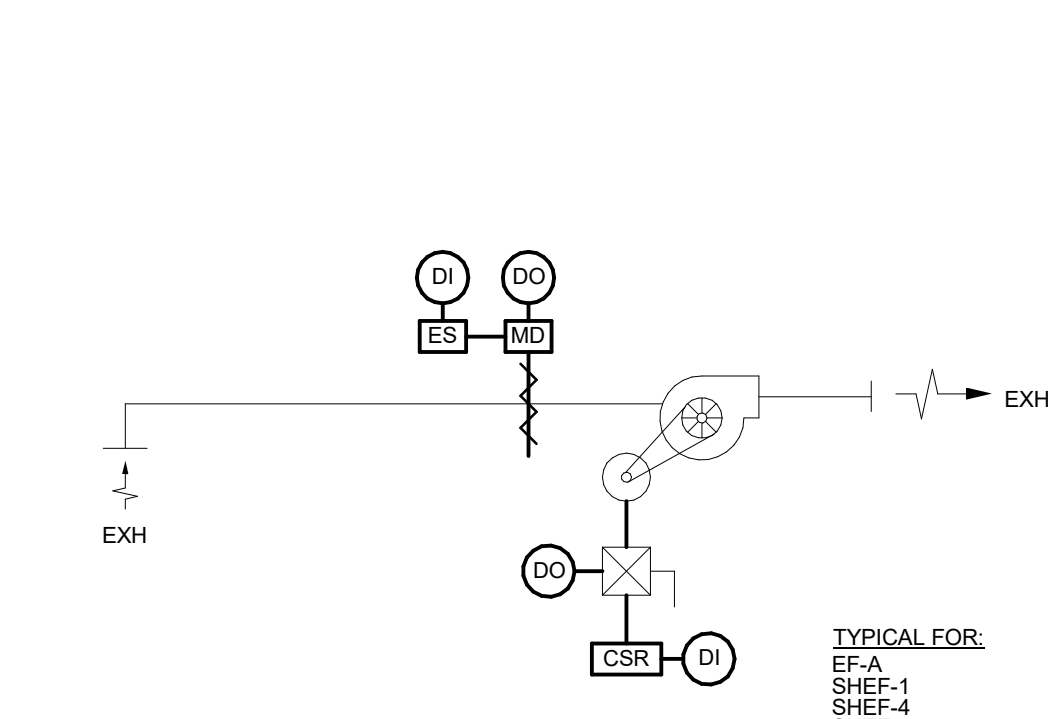 DI
DO
ES
MD
EXH
EXH
DO
CSR
DI
TYPICAL FOR:
EF-A
SHEF-1
SHEF-4